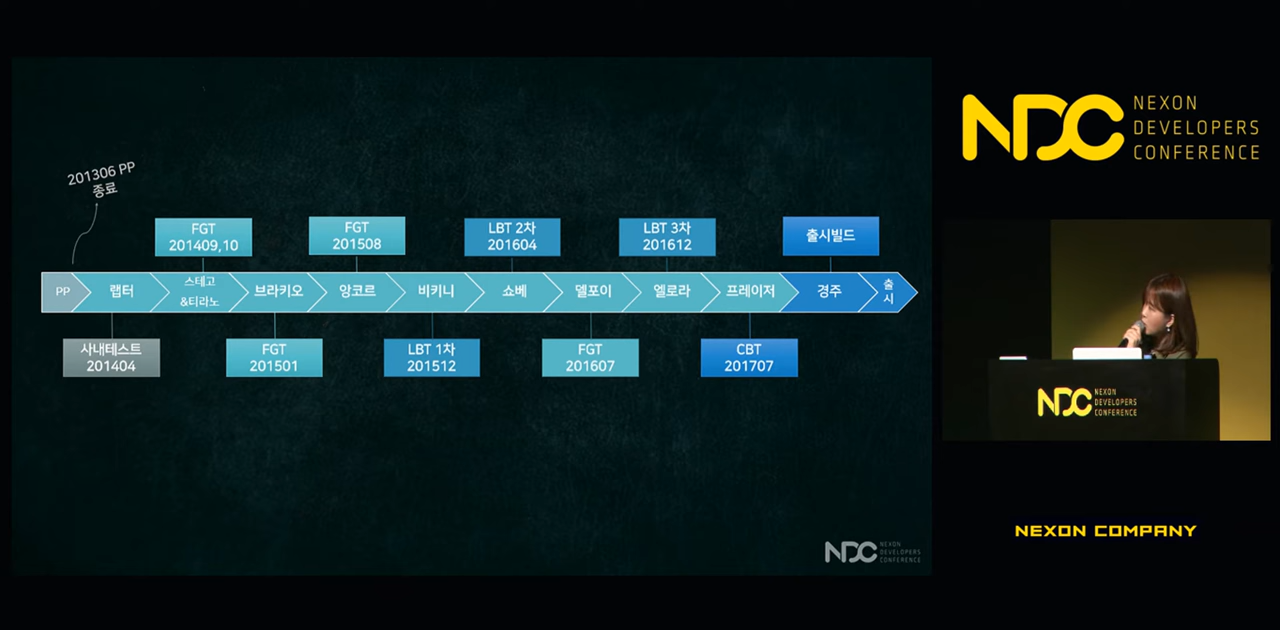 201306 PP
종료
FGT
201409,10
FGT
201508
LBT 2차
201604
LBT 3차
201612
출시빌드
PP
랩터
스테고
&티라노
브라키오
앙코르
비키니
쇼베
델포이
엘로라
프레이저
경주
출
시
사내테스트
201404
FGT
201501
LBT 1차
201512
FGT
201607
CBT
201707
NDC
NEXON
DEVELOPERS
CONFERENCE
NDC
NEXON
DEVELOPERS
CONFERENCE
NDC
NEXON
DEVELOPERS
CONFERENCE
NEXON COMPANY